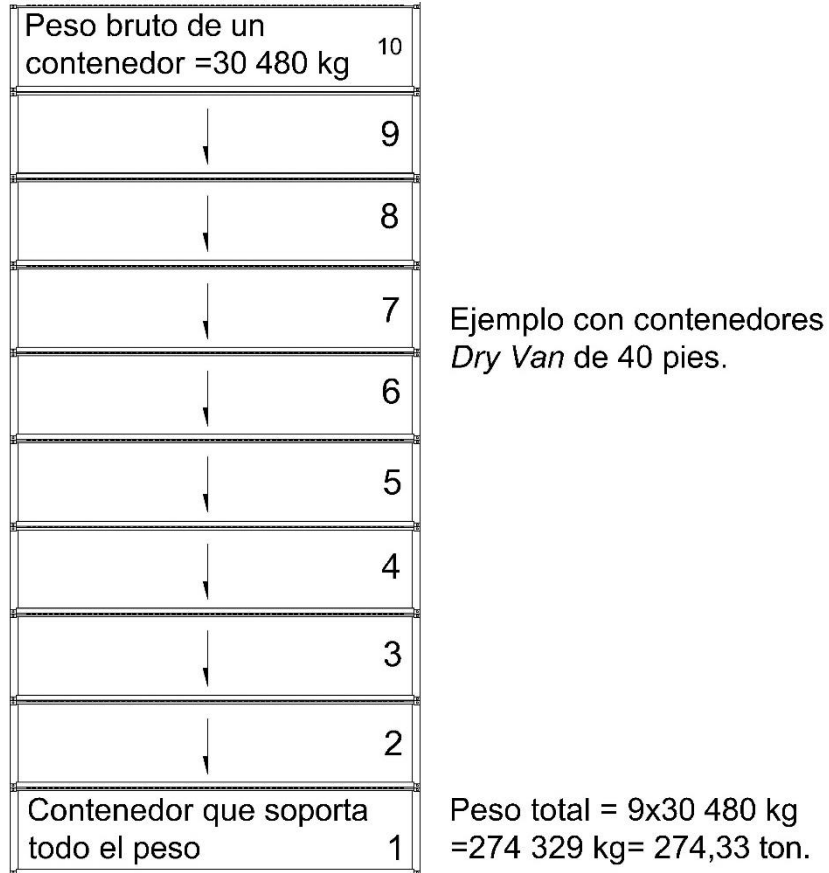 Peso bruto de un
contenedor =30 480 kg 10
9
8
7
Ejemplo con contenedores
Dry Van de 40 pies.
6
5
4
3
2
Contenedor que soporta
todo el peso 1
Peso total = 9x30 480 kg
=274 329 kg= 274,33 ton.